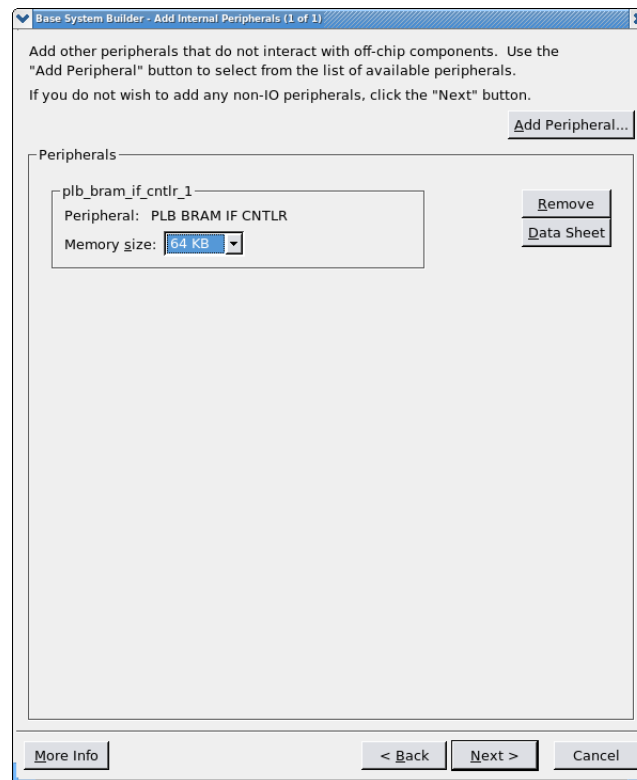 Base System Builder - Add Internal Peripherals (1 of 1)
Add other peripherals that do not interact with off-chip components. Use the
"Add Peripheral" button to select from the list of available peripherals.
If you do not wish to add any non-IO peripherals, click the "Next" button.
Add Peripheral...
Peripherals
plb_bram_if_cntlr_1
Peripheral: PLB BRAM IF CNTLR
Memory size: 64 KB
Remove
Data Sheet
More Info
< Back
Next >
Cancel